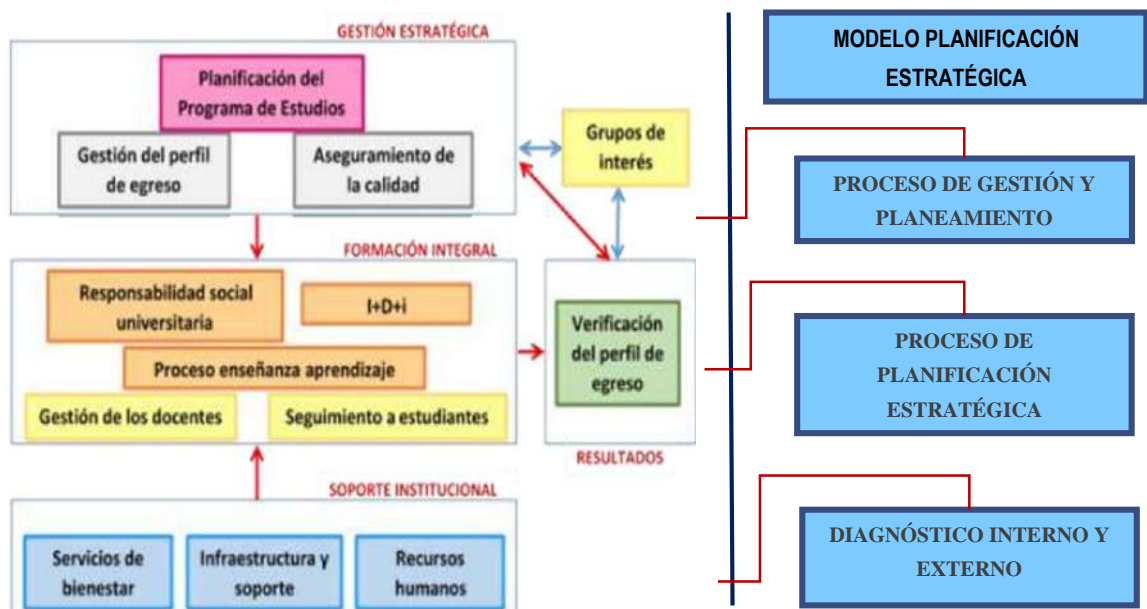 GESTIÓN ESTRATÉGICA
Planificación del
Programa de Estudios
Gestión del perfil
de egreso
Aseguramiento de
la calidad
Grupos de
interés
FORMACIÓN INTEGRAL
Responsabilidad social
universitaria
I+D+i
Proceso enseñanza aprendizaje
Gestión de los docentes
Seguimiento a estudiantes
Verificación
del perfil de
egreso
RESULTADOS
SOPORTE INSTITUCIONAL
Servicios de
bienestar
Infraestructura y
soporte
Recursos
humanos
MODELO PLANIFICACIÓN
ESTRATÉGICA
PROCESO DE GESTIÓN Y
PLANEAMIENTO
PROCESO DE
PLANIFICACIÓN
ESTRATÉGICA
DIAGNÓSTICO INTERNO Y
EXTERNO